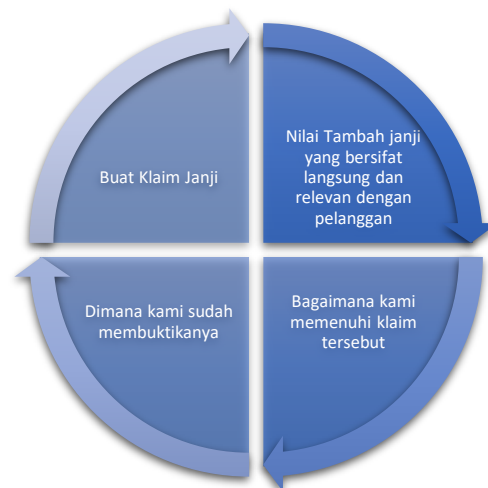 Buat Klaim Janji
Nilai Tambah janji
yang bersifat
langsung dan
relevan dengan
pelanggan
Bagaimana kami
memenuhi klaim
tersebut
Dimana kami sudah
membuktikanya